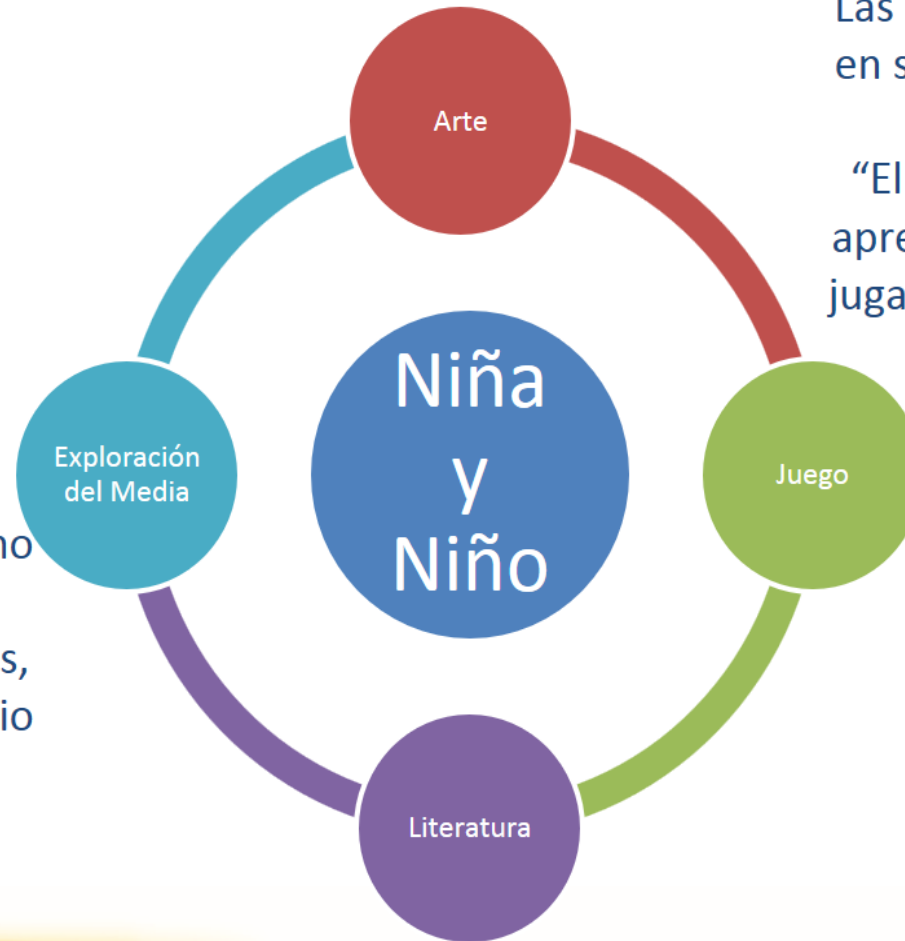 Las
en s
Arte
“El
apre
juga
Niña
y
Niño
Exploración
del Media
Juego
no
s,
io
Literatura